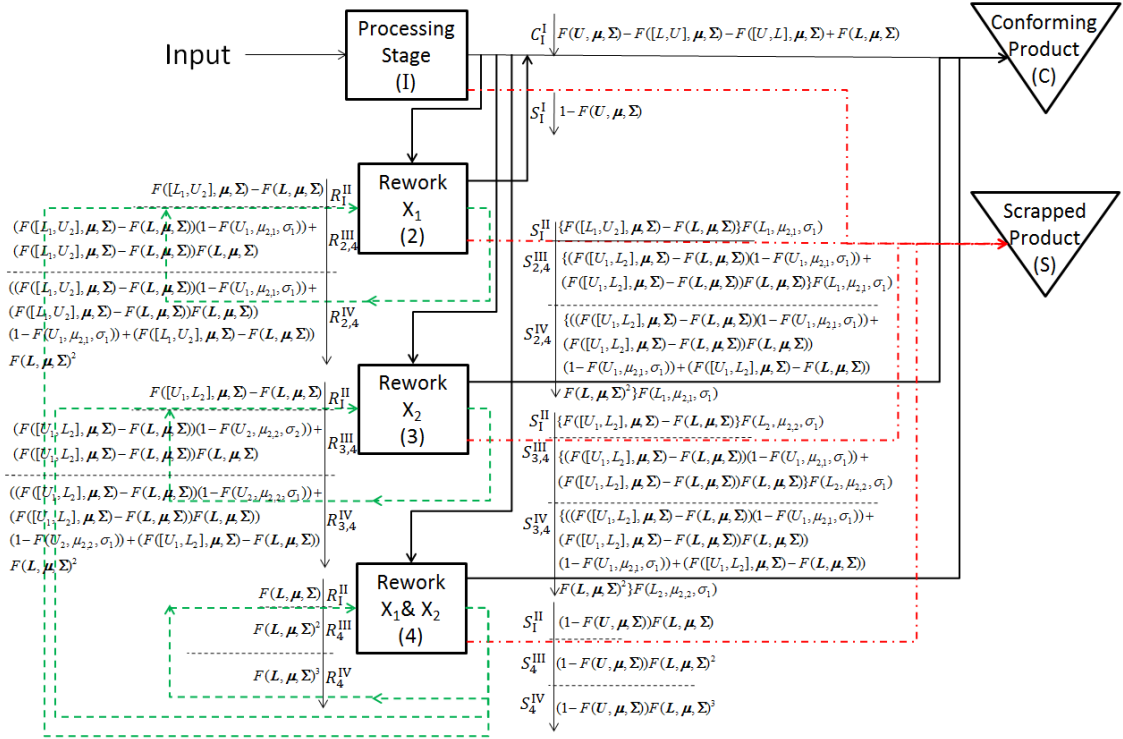 Input
Processing
Stage
(I)
C_I^I F(U, μ, Σ) − F([L, U], μ, Σ) − F([U, L], μ, Σ) + F(L, μ, Σ)
S_I^I 1 − F(U, μ, Σ)
Conforming
Product
(C)
Scrapped
Product
(S)
Rework
X₁
(2)
F([L₁,U₂], μ, Σ) − F(L, μ, Σ) R_I^II
(F([L₁,U₂], μ, Σ) − F(L, μ, Σ))(1 − F(U₁, μ₂,₁, σ₁)) +
(F([L₁,U₂], μ, Σ) − F(L, μ, Σ))F(L, μ, Σ)
R_2,4^III
((F([L₁,U₂], μ, Σ) − F(L, μ, Σ))(1 − F(U₁, μ₂,₁, σ₁)) +
(F([L₁,U₂], μ, Σ) − F(L, μ, Σ))F(L, μ, Σ))
(1 − F(U₁, μ₂,₁, σ₁)) + (F([L₁,U₂], μ, Σ) − F(L, μ, Σ))
F(L, μ, Σ)²
R_2,4^IV
S_I^II {F([L₁,U₂], μ, Σ) − F(L, μ, Σ)}F(L₁, μ₂,₁, σ₁)
S_2,4^III {(F([U₁,L₂], μ, Σ) − F(L, μ, Σ))(1 − F(U₁, μ₂,₁, σ₁)) +
(F([U₁,L₂], μ, Σ) − F(L, μ, Σ))F(L, μ, Σ)}F(L₁, μ₂,₁, σ₁)
S_2,4^IV {((F([U₁,L₂], μ, Σ) − F(L, μ, Σ))(1 − F(U₁, μ₂,₁, σ₁)) +
(F([U₁,L₂], μ, Σ) − F(L, μ, Σ))F(L, μ, Σ))
(1 − F(U₁, μ₂,₁, σ₁)) + (F([U₁,L₂], μ, Σ) − F(L, μ, Σ))
F(L, μ, Σ)²}F(L₁, μ₂,₁, σ₁)
Rework
X₂
(3)
F([U₁,L₂], μ, Σ) − F(L, μ, Σ) R_I^II
(F([U₁,L₂], μ, Σ) − F(L, μ, Σ))(1 − F(U₂, μ₂,₂, σ₂)) +
(F([U₁,L₂], μ, Σ) − F(L, μ, Σ))F(L, μ, Σ)
R_3,4^III
((F([U₁,L₂], μ, Σ) − F(L, μ, Σ))(1 − F(U₂, μ₂,₂, σ₁)) +
(F([U₁,L₂], μ, Σ) − F(L, μ, Σ))F(L, μ, Σ))
(1 − F(U₂, μ₂,₂, σ₁)) + (F([U₁,L₂], μ, Σ) − F(L, μ, Σ))
F(L, μ, Σ)²
R_3,4^IV
S_I^II {F([U₁,L₂], μ, Σ) − F(L, μ, Σ)}F(L₂, μ₂,₂, σ₁)
S_3,4^III {(F([U₁,L₂], μ, Σ) − F(L, μ, Σ))(1 − F(U₁, μ₂,₁, σ₁)) +
(F([U₁,L₂], μ, Σ) − F(L, μ, Σ))F(L, μ, Σ)}F(L₂, μ₂,₂, σ₁)
S_3,4^IV {((F([U₁,L₂], μ, Σ) − F(L, μ, Σ))(1 − F(U₁, μ₂,₁, σ₁)) +
(F([U₁,L₂], μ, Σ) − F(L, μ, Σ))F(L, μ, Σ))
(1 − F(U₁, μ₂,₁, σ₁)) + (F([U₁,L₂], μ, Σ) − F(L, μ, Σ))
F(L, μ, Σ)²}F(L₂, μ₂,₂, σ₁)
Rework
X₁& X₂
(4)
F(L, μ, Σ) R_I^II
F(L, μ, Σ)² R_4^III
F(L, μ, Σ)³ R_4^IV
S_I^II (1 − F(U, μ, Σ))F(L, μ, Σ)
S_4^III (1 − F(U, μ, Σ))F(L, μ, Σ)²
S_4^IV (1 − F(U, μ, Σ))F(L, μ, Σ)³